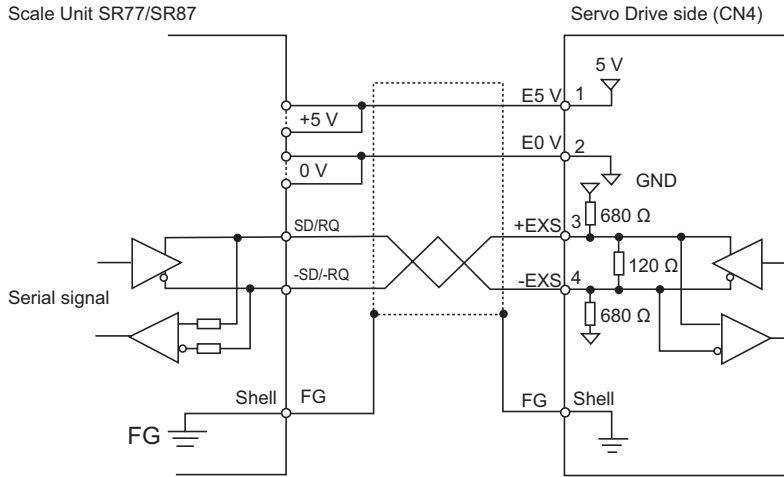 Scale Unit SR77/SR87
Servo Drive side (CN4)
5 V
E5 V 1
+5 V
E0 V 2
0 V
GND
680 Ω
SD/RQ
+EXS 3
120 Ω
-SD/-RQ
-EXS 4
Serial signal
680 Ω
Shell FG
FG Shell
FG